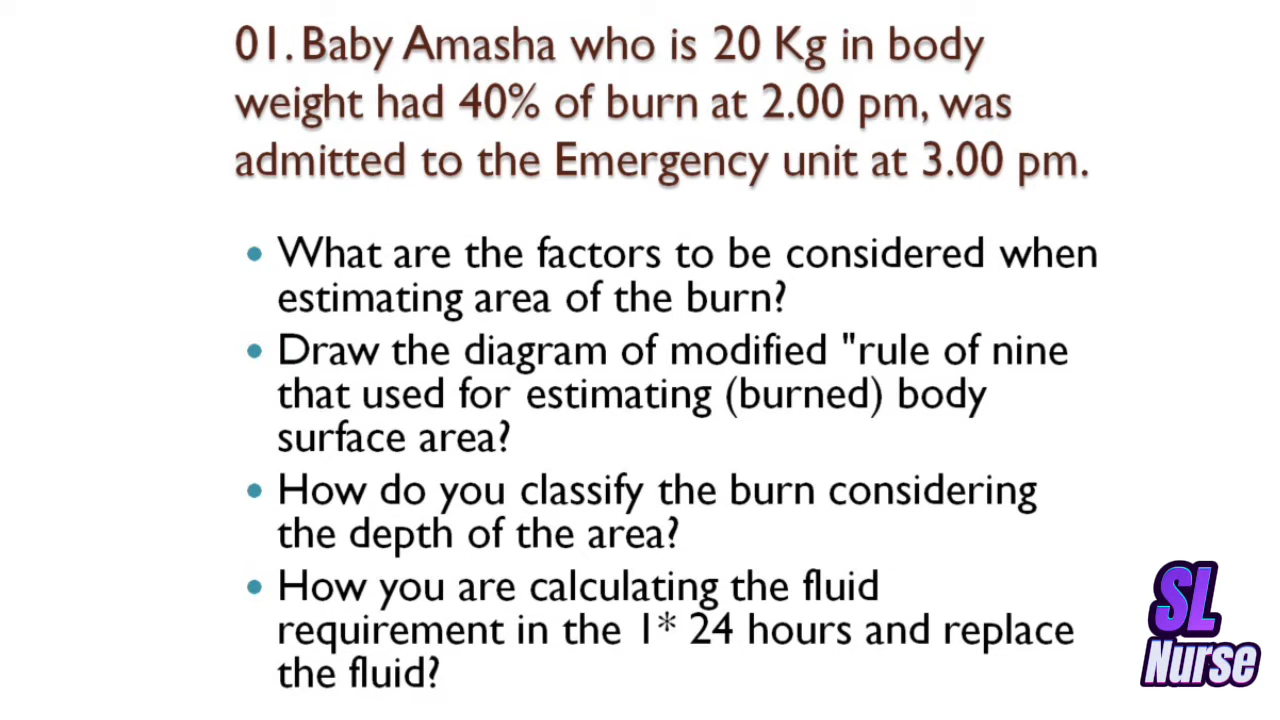 01. Baby Amasha who is 20 Kg in body
weight had 40% of burn at 2.00 pm, was
admitted to the Emergency unit at 3.00 pm.
• What are the factors to be considered when
estimating area of the burn?
• Draw the diagram of modified "rule of nine
that used for estimating (burned) body
surface area?
• How do you classify the burn considering
the depth of the area?
• How you are calculating the fluid
requirement in the 1* 24 hours and replace
the fluid?
SL
Nurse